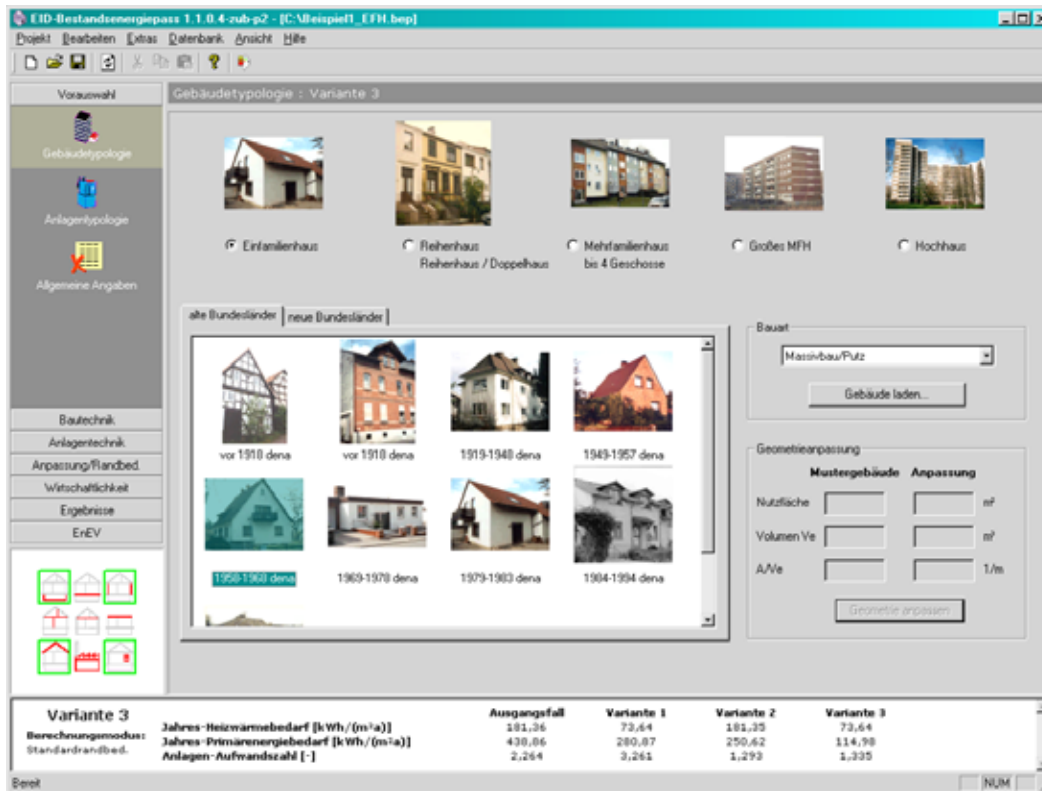 EID-Bestandsenergiepass 1.1.0.4-zub-p2 - [C:\Beispiel1_EFH.bep]
Projekt Bearbeiten Extras Datenbank Ansicht Hilfe
Vorauswahl
Gebäudetypologie : Variante 3
Gebäudetypologie
Anlagentypologie
Allgemeine Angaben
Einfamilienhaus
Reihenhaus
Reihenhaus / Doppelhaus
Mehrfamilienhaus
bis 4 Geschosse
Großes MFH
Hochhaus
alte Bundesländer neue Bundesländer
vor 1918 dena vor 1918 dena 1919-1948 dena 1949-1957 dena
1958-1968 dena 1969-1978 dena 1979-1983 dena 1984-1994 dena
Bauart
Massivbau/Putz
Gebäude laden...
Geometrieanpassung
Mustergebäude Anpassung
Nutzfläche m²
Volumen Ve m³
A/Ve 1/m
Geometrie anpassen
Bautechnik
Anlagentechnik
Anpassung/Randbed.
Wirtschaftlichkeit
Ergebnisse
EnEV
Variante 3
Berechnungsmodus:
Standardrandbed.
Ausgangsfall Variante 1 Variante 2 Variante 3
Jahres-Heizwärmebedarf [kWh/(m²a)] 181,36 73,64 181,35 73,64
Jahres-Primärenergiebedarf [kWh/(m²a)] 438,86 280,87 250,62 114,98
Anlagen-Aufwandszahl [-] 2,264 3,261 1,293 1,335
Bereit NUM